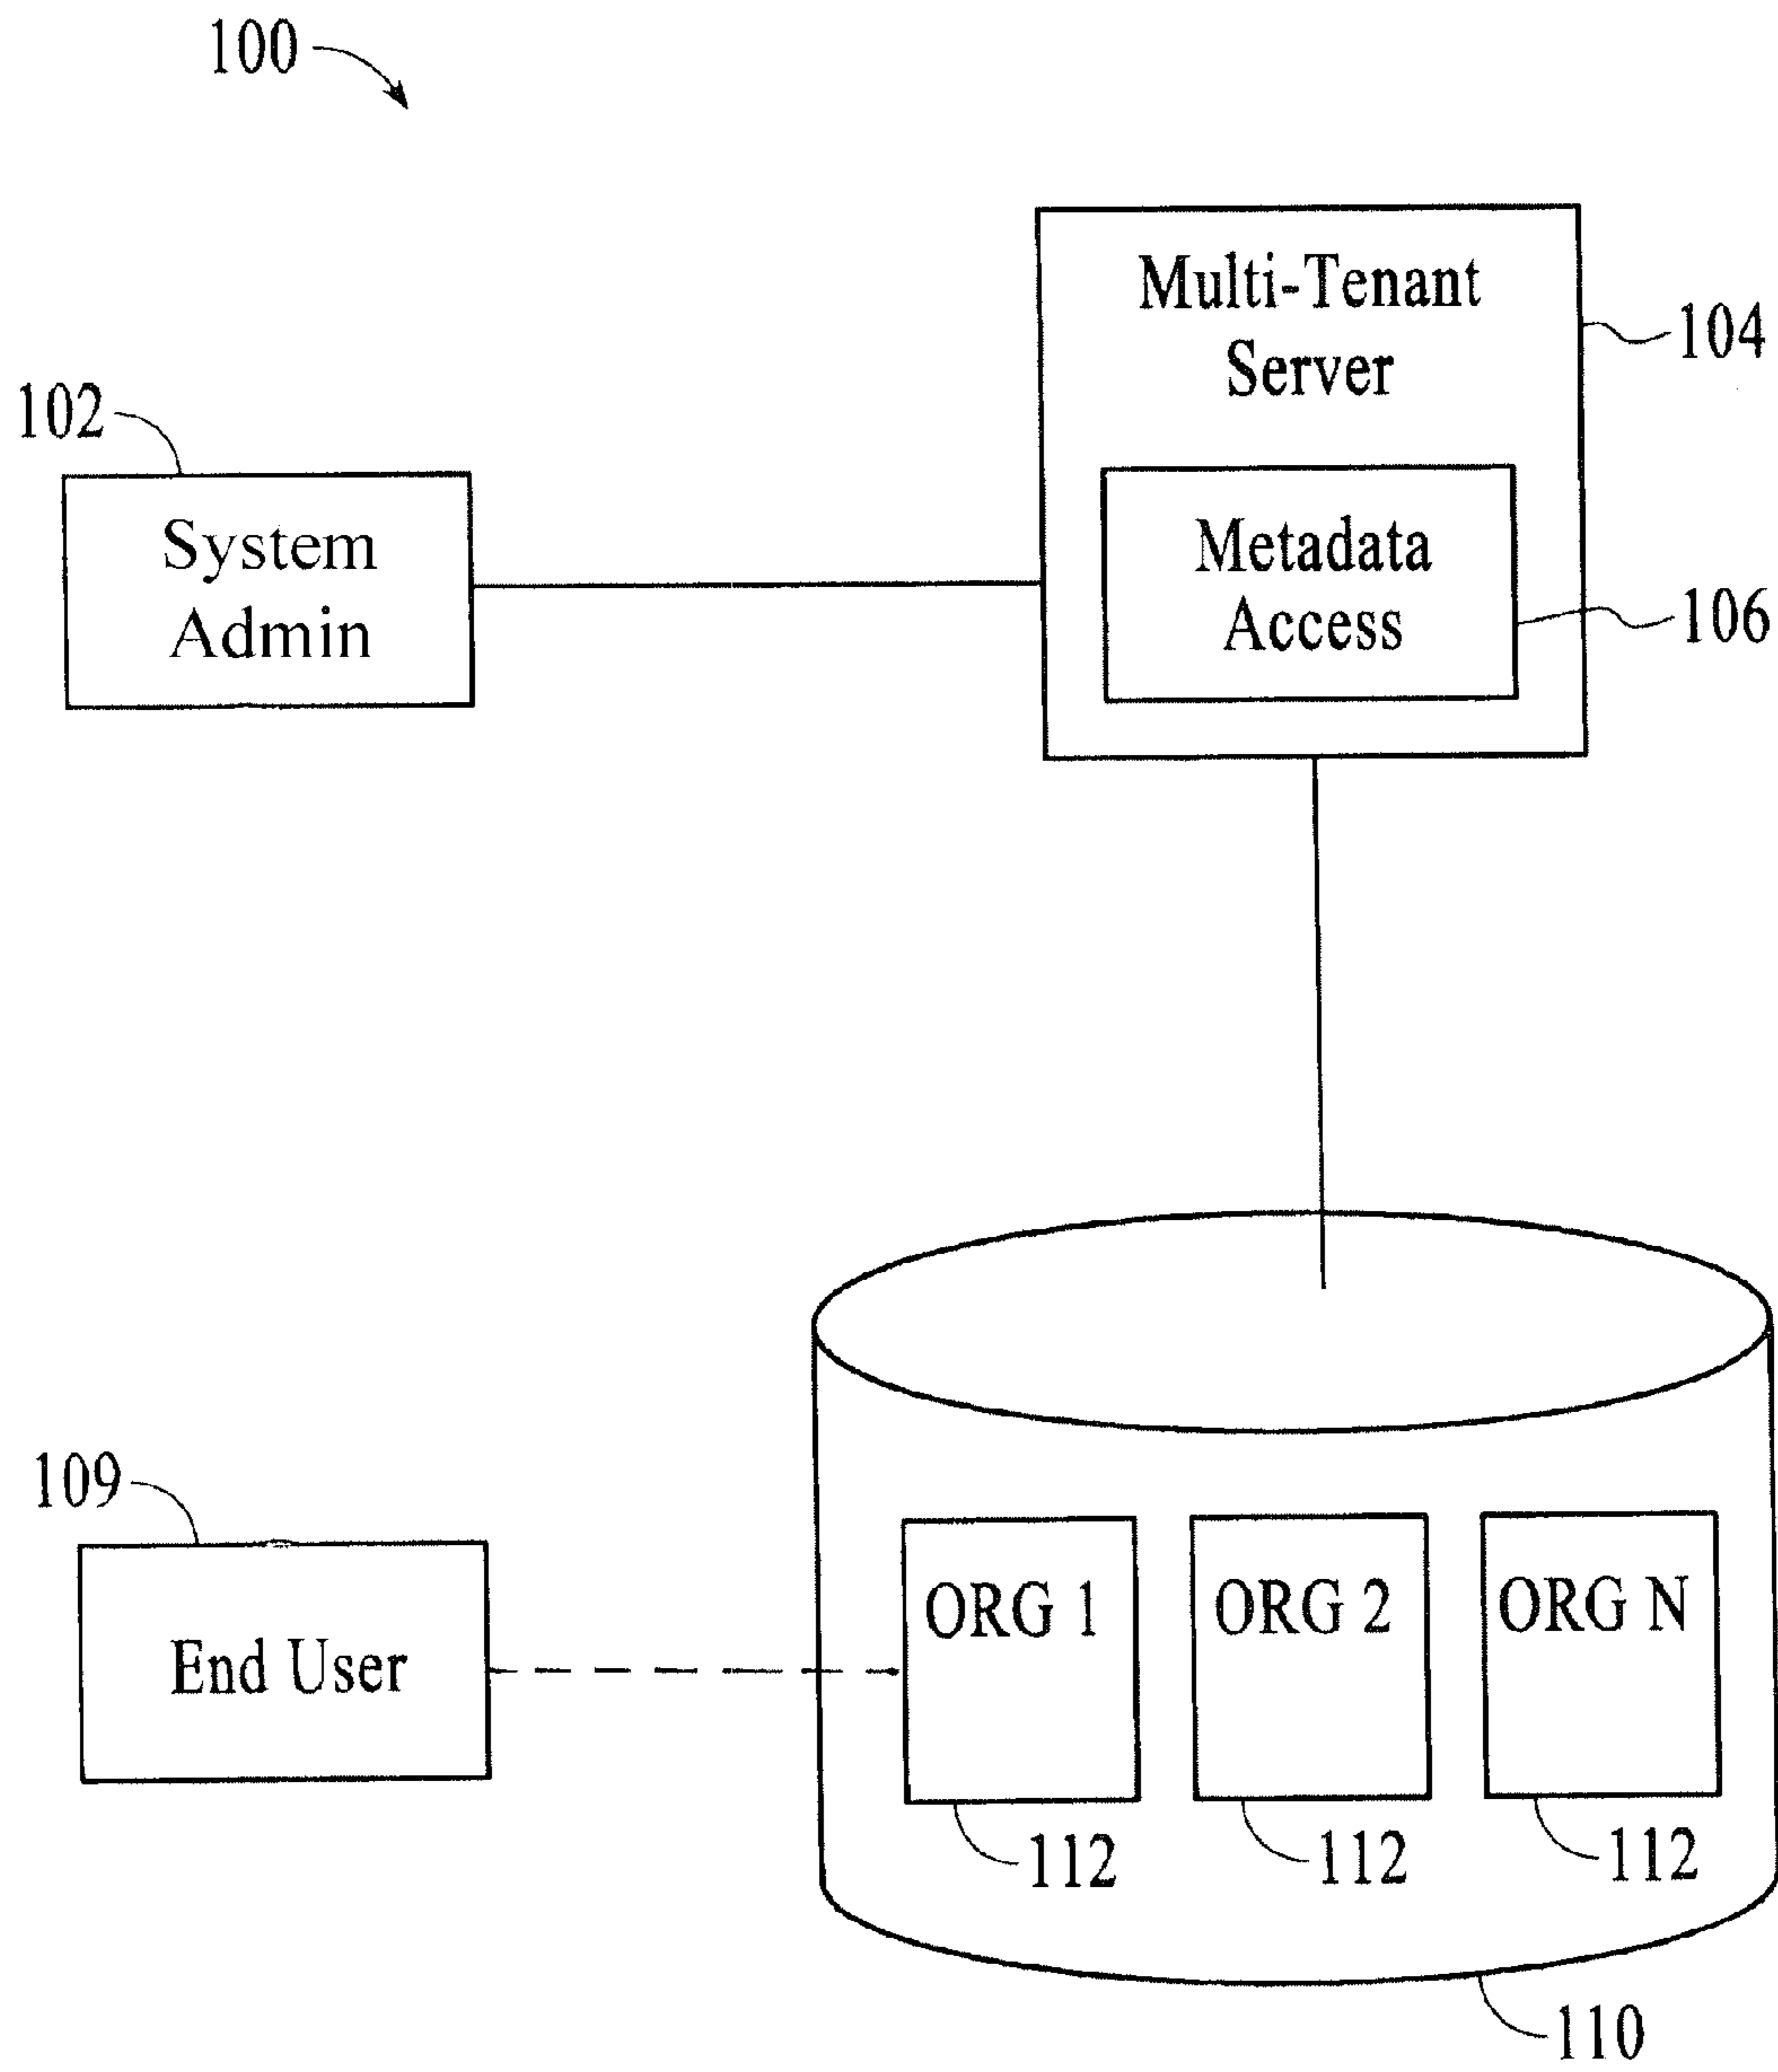 100
Multi-Tenant
Server
104
102
System
Admin
Metadata
Access
106
109
End User
ORG 1
ORG 2
ORG N
112
112
112
110